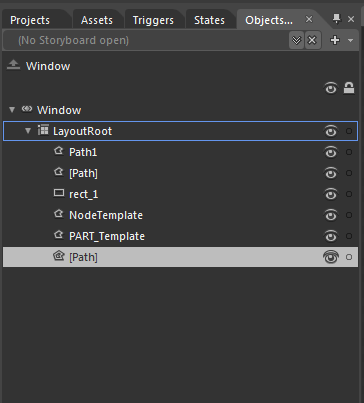 Projects Assets Triggers States Objects...
(No Storyboard open)
Window
Window
LayoutRoot
Path1
[Path]
rect_1
NodeTemplate
PART_Template
[Path]